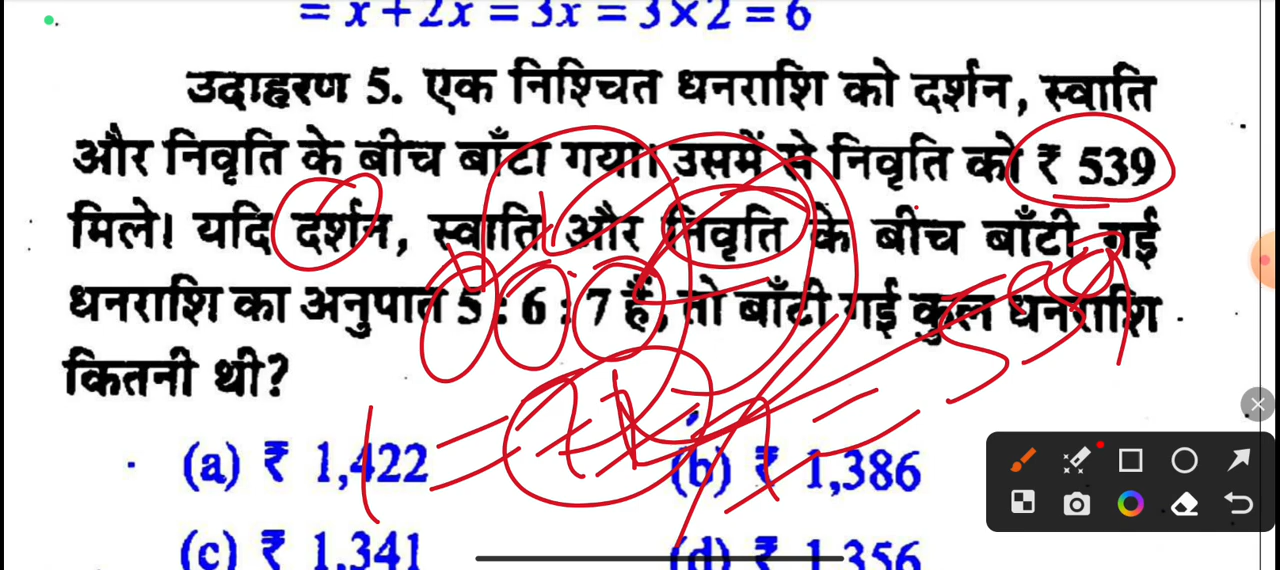 = x + 2x = 3x = 3×2 = 6
उदाहरण 5. एक निश्चित धनराशि को दर्शन, स्वाति
और निवृति के बीच बाँटा गया। उसमें से निवृति को ₹ 539
मिले। यदि दर्शन, स्वाति और निवृति के बीच बाँटी गई
धनराशि का अनुपात 5 : 6 : 7 है, तो बाँटी गई कुल धनराशि
कितनी थी?
(a) ₹ 1,422 (b) ₹ 1,386
(c) ₹ 1,341 (d) ₹ 1,356